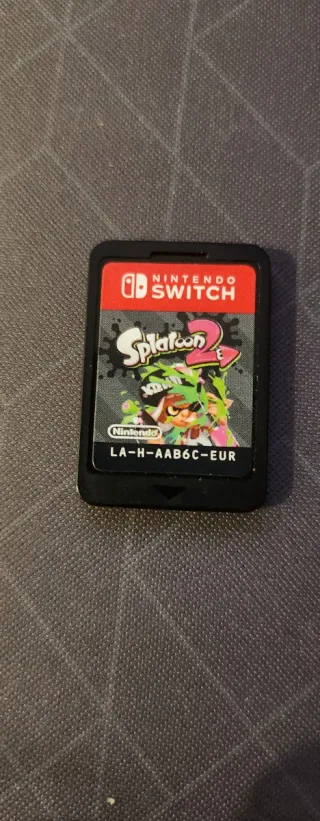 NINTENDO
SWITCH
Splatoon 2
Nintendo
LA-H-AAB6C-EUR